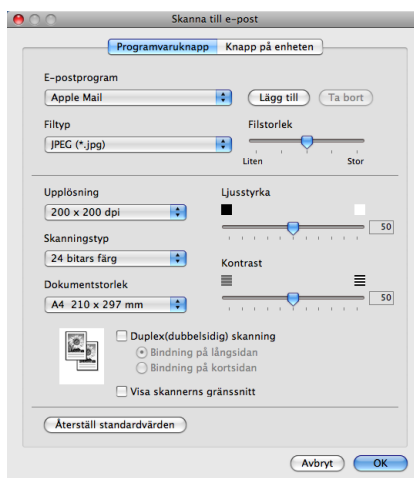 Skanna till e-post
Programvaruknapp Knapp på enheten
E-postprogram
Apple Mail Lägg till Ta bort
Filtyp Filstorlek
JPEG (*.jpg)
Liten Stor
Upplösning Ljusstyrka
200 x 200 dpi
50
Skanningstyp
24 bitars färg
Kontrast
Dokumentstorlek
A4 210 x 297 mm 50
Duplex(dubbelsidig) skanning
Bindning på långsidan
Bindning på kortsidan
Visa skannerns gränssnitt
Återställ standardvärden
Avbryt OK